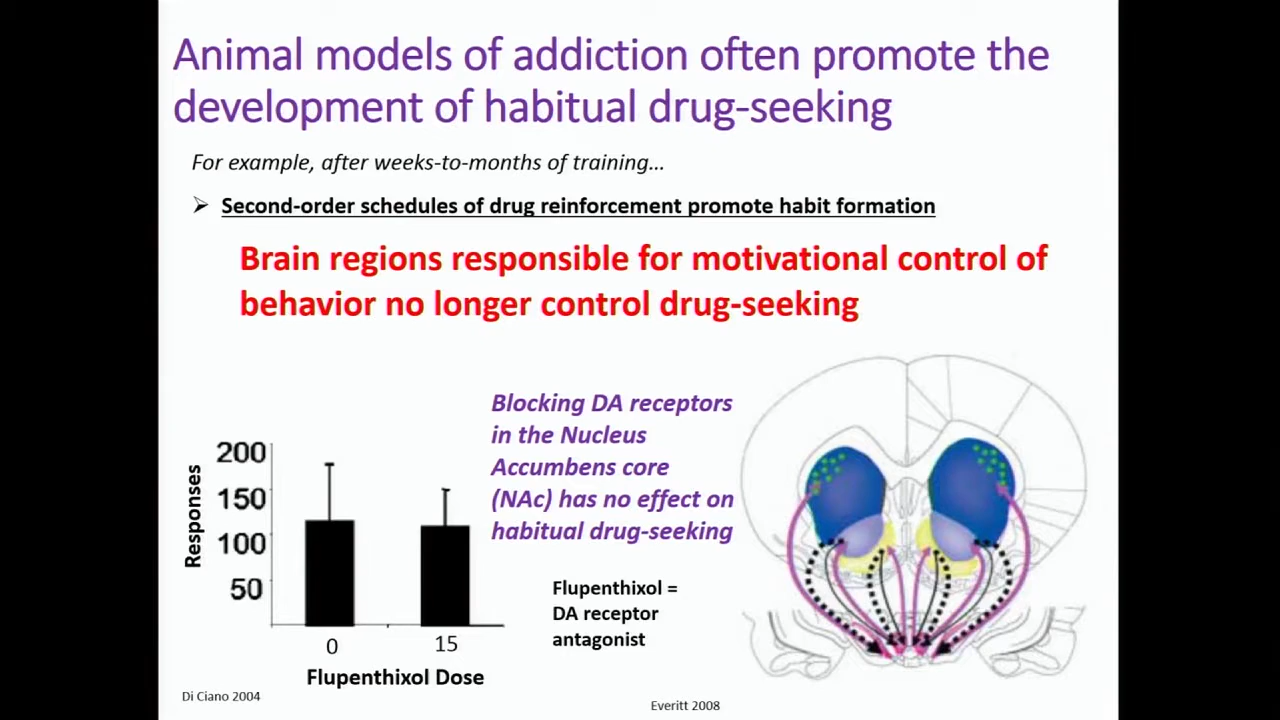 Animal models of addiction often promote the
development of habitual drug-seeking
For example, after weeks-to-months of training...
➢ Second-order schedules of drug reinforcement promote habit formation
Brain regions responsible for motivational control of
behavior no longer control drug-seeking
Blocking DA receptors
in the Nucleus
Accumbens core
(NAc) has no effect on
habitual drug-seeking
Responses
200
150
100
50
0
15
Flupenthixol Dose
Flupenthixol =
DA receptor
antagonist
Di Ciano 2004
Everitt 2008